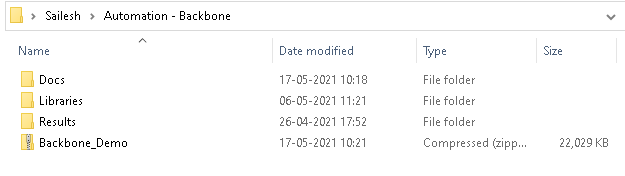 Sailesh > Automation - Backbone
Name Date modified Type Size
Docs 17-05-2021 10:18 File folder
Libraries 06-05-2021 11:21 File folder
Results 26-04-2021 17:52 File folder
Backbone_Demo 17-05-2021 10:21 Compressed (zipp... 22,029 KB